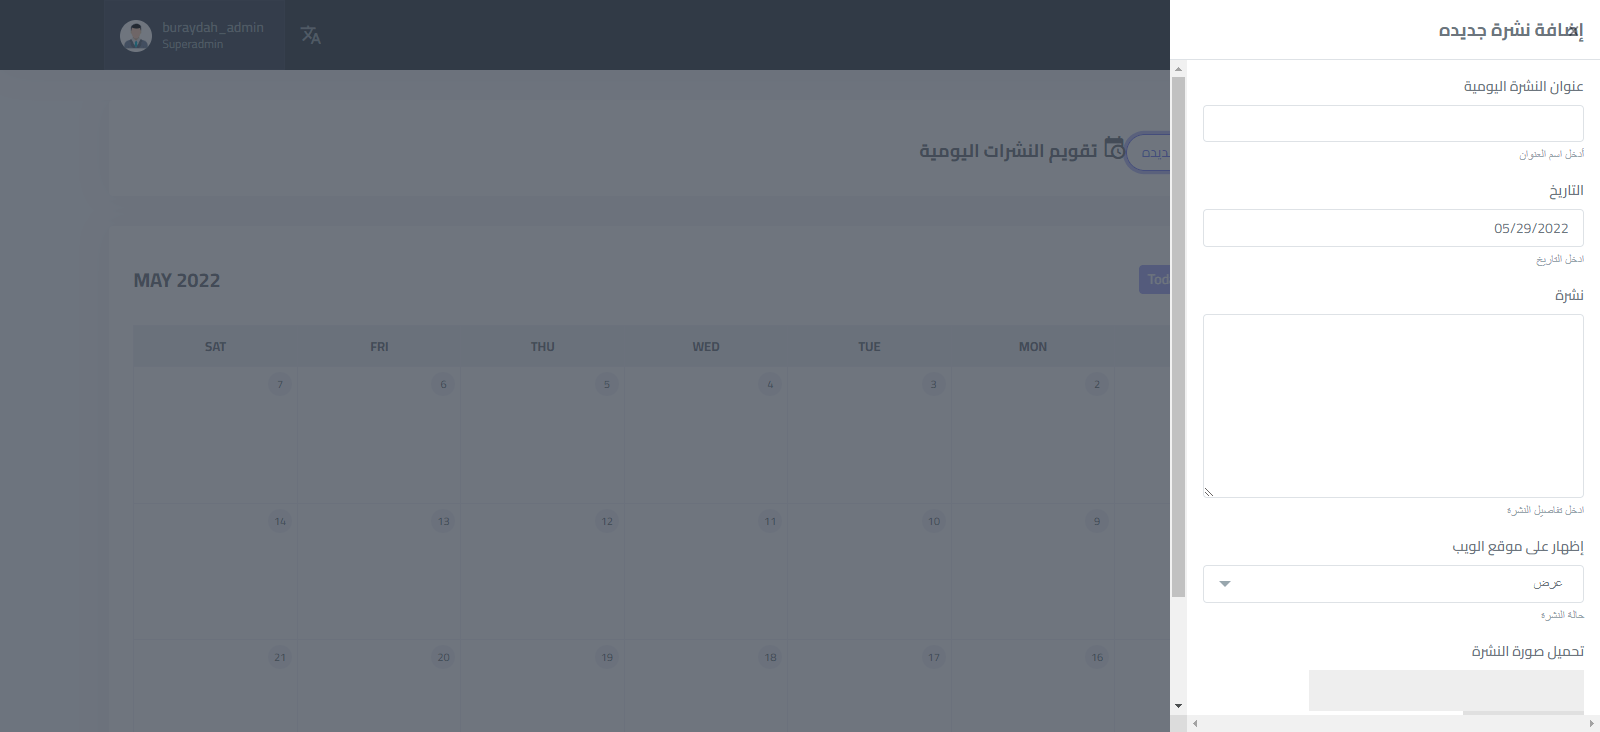 buraydah_admin
Superadmin
إضافة نشرة جديده
عنوان النشرة اليومية
أدخل اسم العنوان
التاريخ
05/29/2022
ادخل التاريخ
نشرة
ادخل تفاصيل النشرة
إظهار على موقع الويب
عرض
حالة النشرة
تحميل صورة النشرة
تقويم النشرات اليومية
MAY 2022
MON
TUE
WED
THU
FRI
SAT
2
3
4
5
6
7
9
10
11
12
13
14
16
17
18
19
20
21